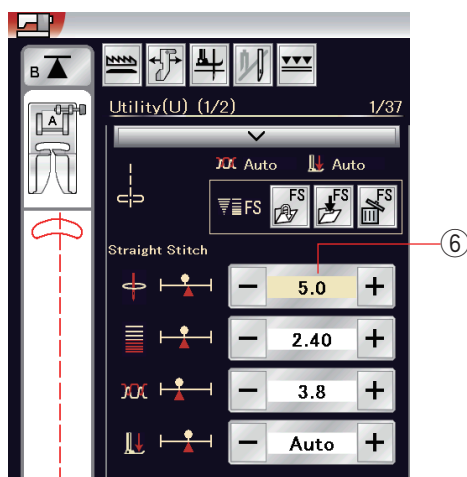 B
Utility(U) (1/2) 1/37
A
Auto Auto
FS FS FS FS
Straight Stitch
⑥
− 5.0 +
− 2.40 +
− 3.8 +
− Auto +